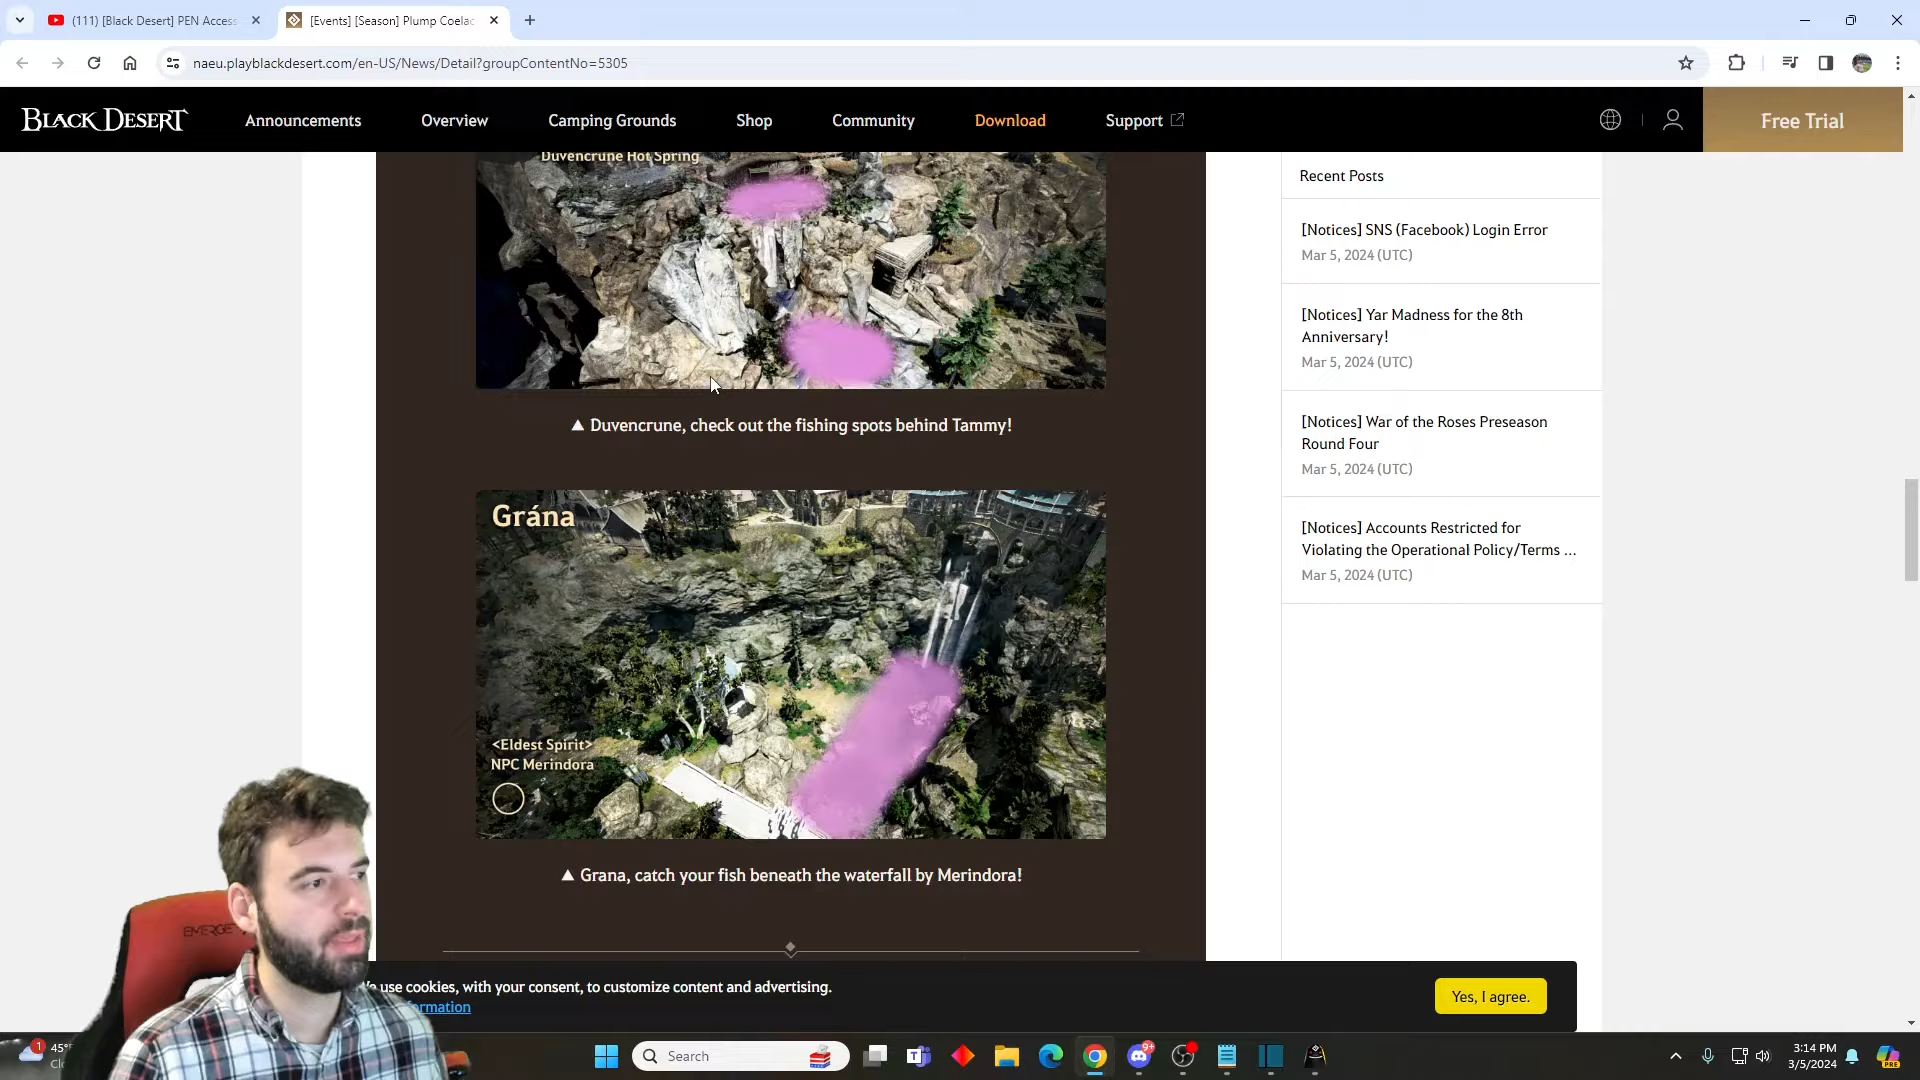 (111) [Black Desert] PEN Access
[Events] [Season] Plump Coelac
naeu.playblackdesert.com/en-US/News/Detail?groupContentNo=5305
BLACK DESERT
Announcements
Overview
Camping Grounds
Shop
Community
Download
Support
Free Trial
Duvencrune Hot Spring
▲ Duvencrune, check out the fishing spots behind Tammy!
Grána
<Eldest Spirit>
NPC Merindora
▲ Grana, catch your fish beneath the waterfall by Merindora!
Recent Posts
[Notices] SNS (Facebook) Login Error
Mar 5, 2024 (UTC)
[Notices] Yar Madness for the 8th
Anniversary!
Mar 5, 2024 (UTC)
[Notices] War of the Roses Preseason
Round Four
Mar 5, 2024 (UTC)
[Notices] Accounts Restricted for
Violating the Operational Policy/Terms ...
Mar 5, 2024 (UTC)
use cookies, with your consent, to customize content and advertising.
formation
Yes, I agree.
EMERGE
1
45°
Search
9+
3:14 PM
3/5/2024
PRE